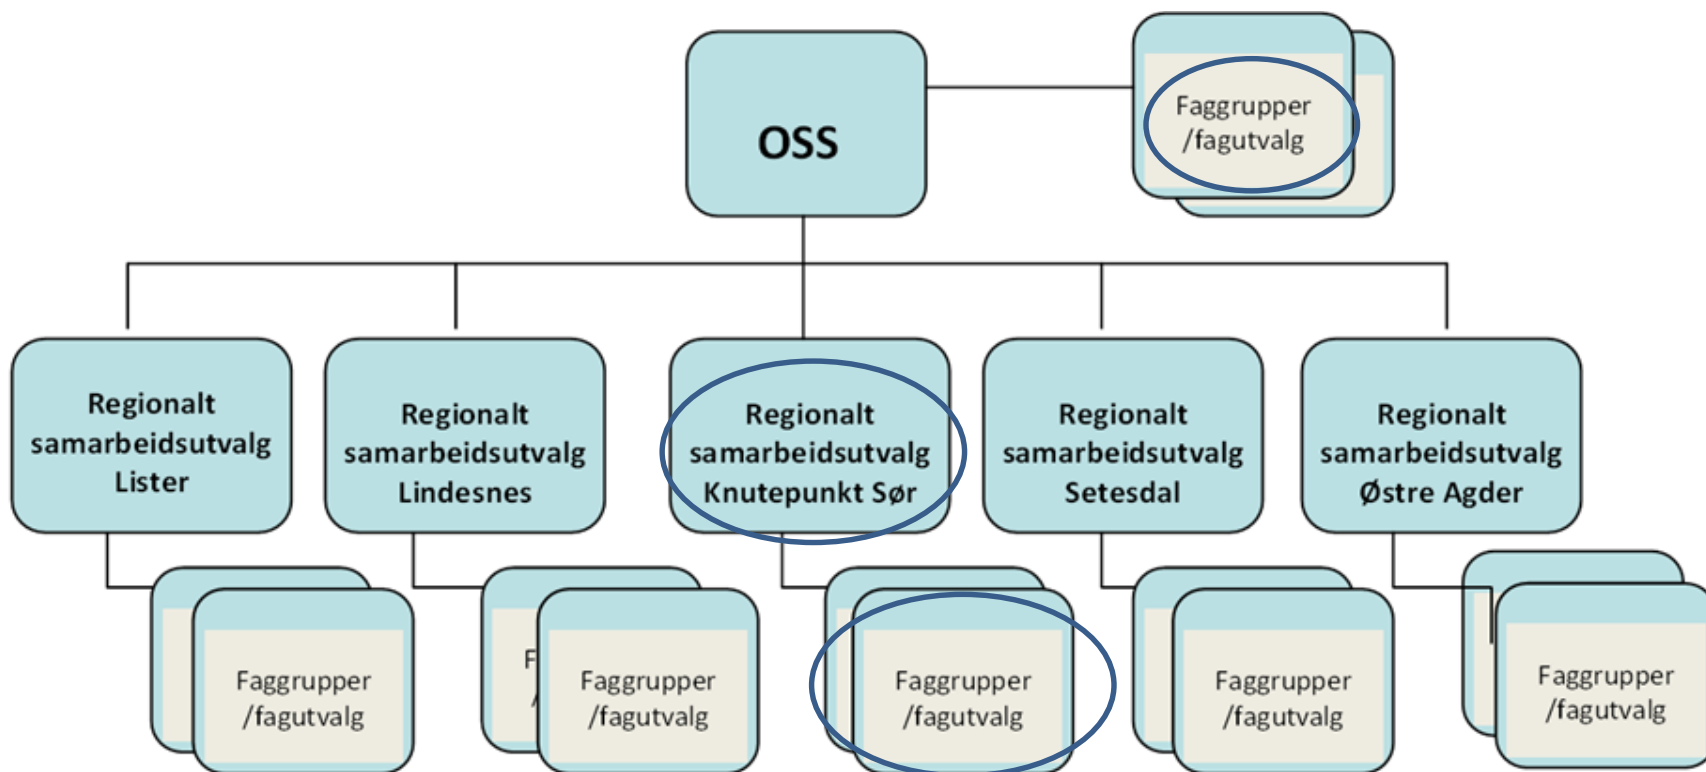 OSS
Faggrupper
/fagutvalg
Regionalt
samarbeidsutvalg
Lister
Regionalt
samarbeidsutvalg
Lindesnes
Regionalt
samarbeidsutvalg
Knutepunkt Sør
Regionalt
samarbeidsutvalg
Setesdal
Regionalt
samarbeidsutvalg
Østre Agder
Faggrupper
/fagutvalg
F
/
Faggrupper
/fagutvalg
Faggrupper
/fagutvalg
Faggrupper
/fagutvalg
Faggrupper
/fagutvalg